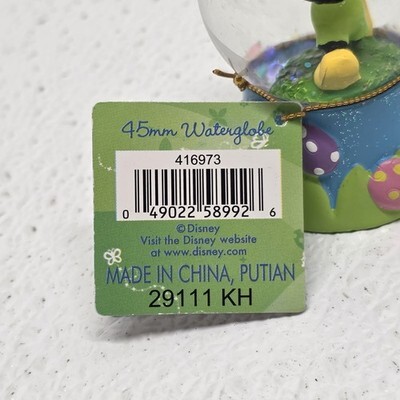 45mm Waterglobe
416973
0 49022 58992 6
© Disney
Visit the Disney website
at www.disney.com
MADE IN CHINA, PUTIAN
29111 KH